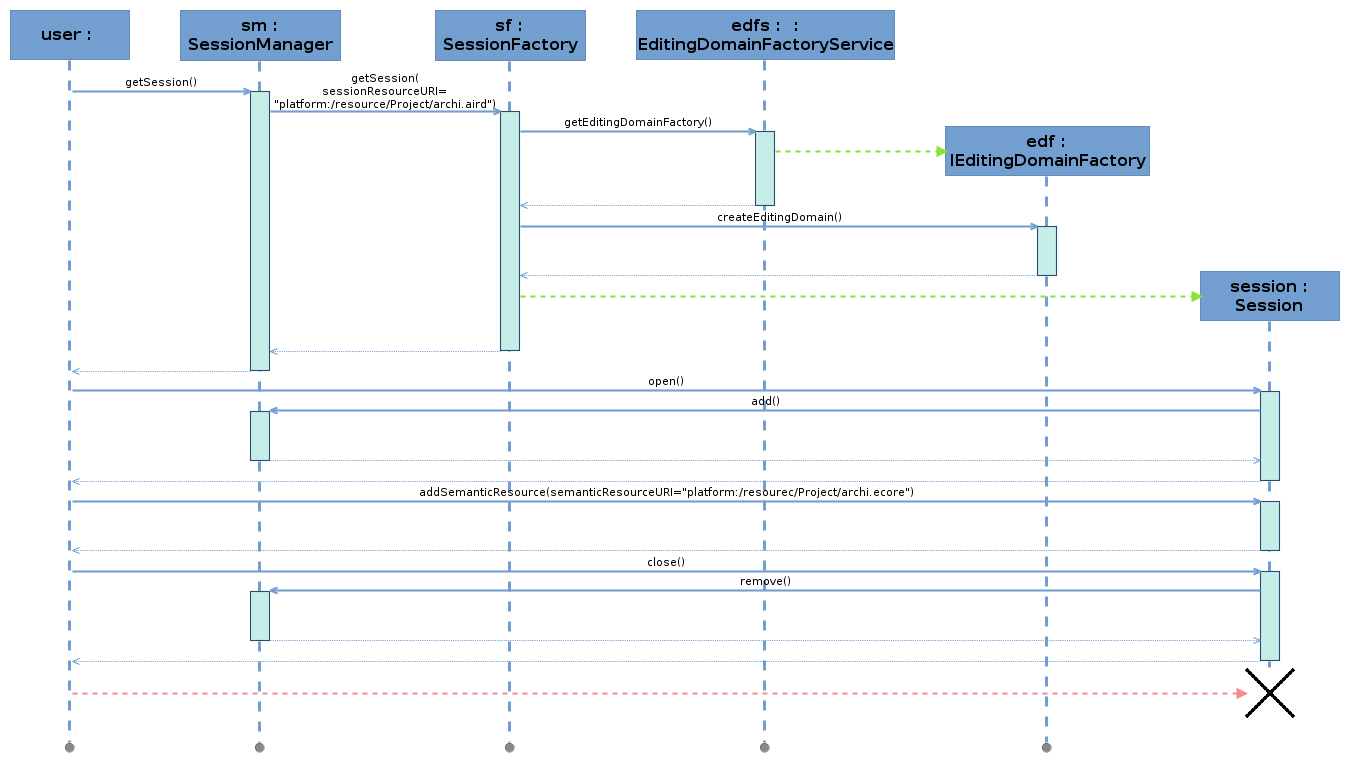 user :
sm :
SessionManager
sf :
SessionFactory
edfs :  :
EditingDomainFactoryService
getSession()
getSession(
sessionResourceURI=
"platform:/resource/Project/archi.aird")
getEditingDomainFactory()
edf :
IEditingDomainFactory
createEditingDomain()
session :
Session
open()
add()
addSemanticResource(semanticResourceURI="platform:/resourec/Project/archi.ecore")
close()
remove()